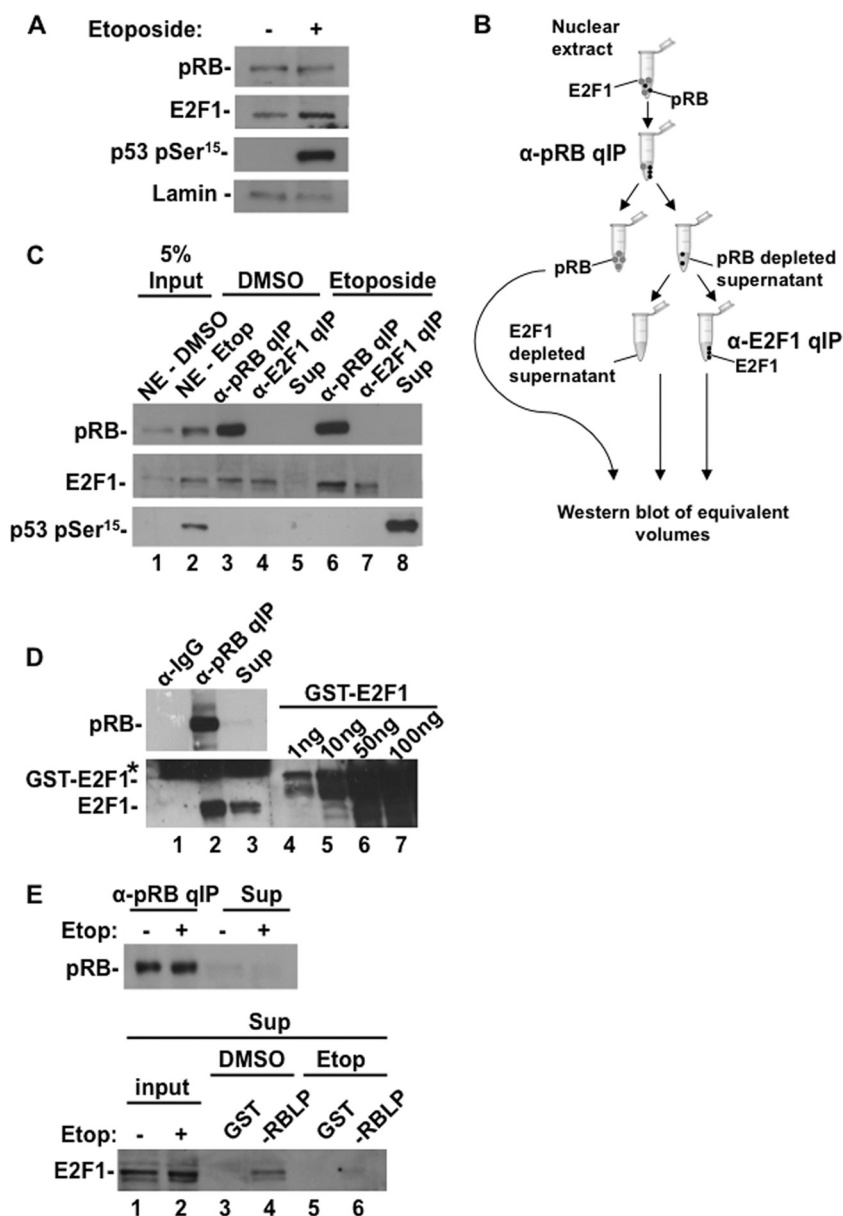 A
Etoposide: - +
pRB-
E2F1-
p53 pSer15-
Lamin -
B
Nuclear
extract
E2F1
pRB
α-pRB qIP
pRB
pRB depleted
supernatant
E2F1
depleted
supernatant
α-E2F1 qIP
E2F1
Western blot of equivalent
volumes
C
5%
Input DMSO Etoposide
NE - DMSO
NE - Etop
α-pRB qIP
α-E2F1 qIP
Sup
α-pRB qIP
α-E2F1 qIP
Sup
pRB-
E2F1-
p53 pSer15-
1 2 3 4 5 6 7 8
D
α-IgG
α-pRB qIP
Sup
GST-E2F1
1ng
10ng
50ng
100ng
pRB-
*
GST-E2F1-
E2F1-
1 2 3 4 5 6 7
E
α-pRB qIP Sup
Etop: - + - +
pRB-
Sup
DMSO Etop
input
GST
-RBLP
GST
-RBLP
Etop: - +
E2F1-
1 2 3 4 5 6